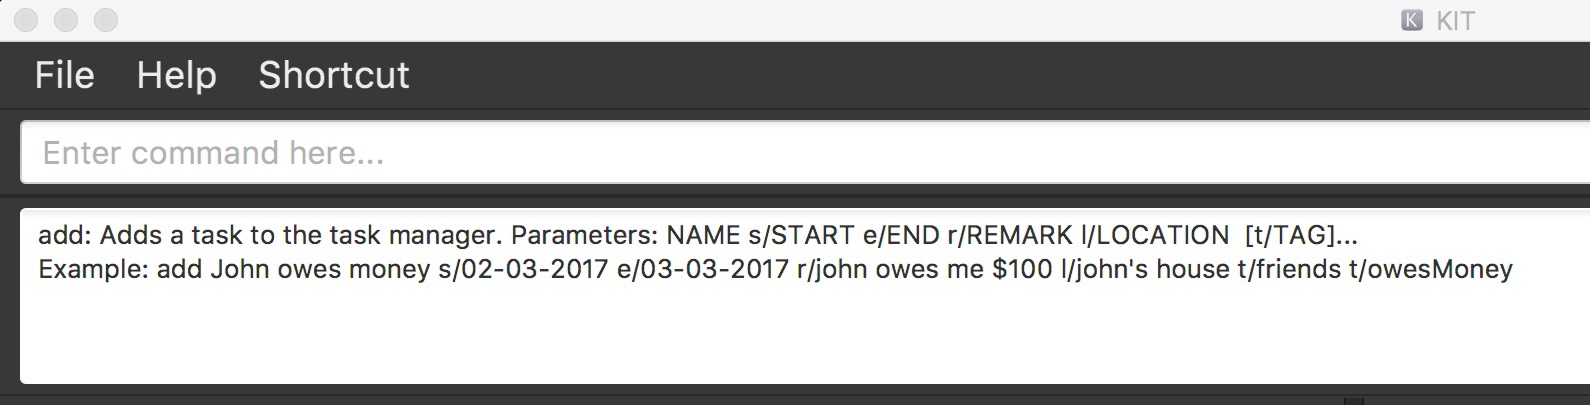 K KIT
File Help Shortcut
Enter command here...
add: Adds a task to the task manager. Parameters: NAME s/START e/END r/REMARK l/LOCATION  [t/TAG]...
Example: add John owes money s/02-03-2017 e/03-03-2017 r/john owes me $100 l/john's house t/friends t/owesMoney